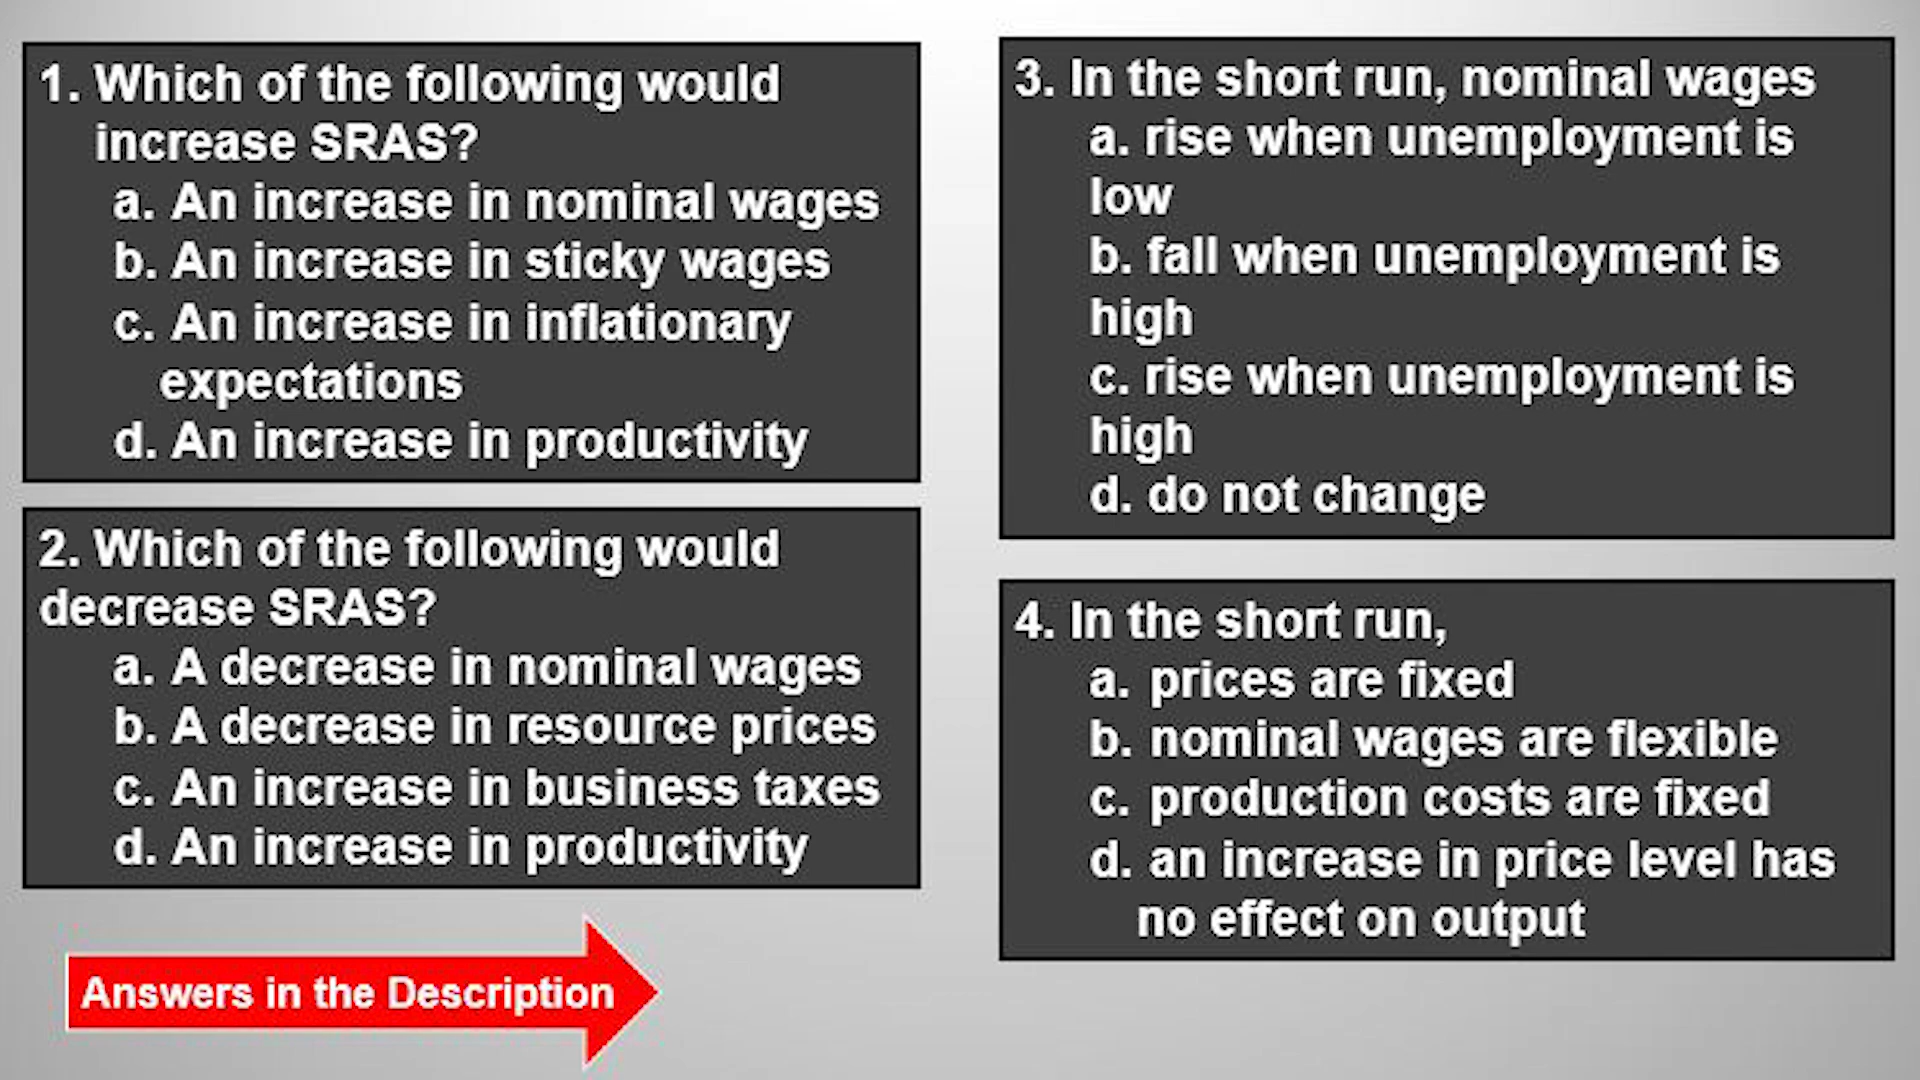 1. Which of the following would
increase SRAS?
a. An increase in nominal wages
b. An increase in sticky wages
c. An increase in inflationary
expectations
d. An increase in productivity
2. Which of the following would
decrease SRAS?
a. A decrease in nominal wages
b. A decrease in resource prices
c. An increase in business taxes
d. An increase in productivity
Answers in the Description
3. In the short run, nominal wages
a. rise when unemployment is
low
b. fall when unemployment is
high
c. rise when unemployment is
high
d. do not change
4. In the short run,
a. prices are fixed
b. nominal wages are flexible
c. production costs are fixed
d. an increase in price level has
no effect on output